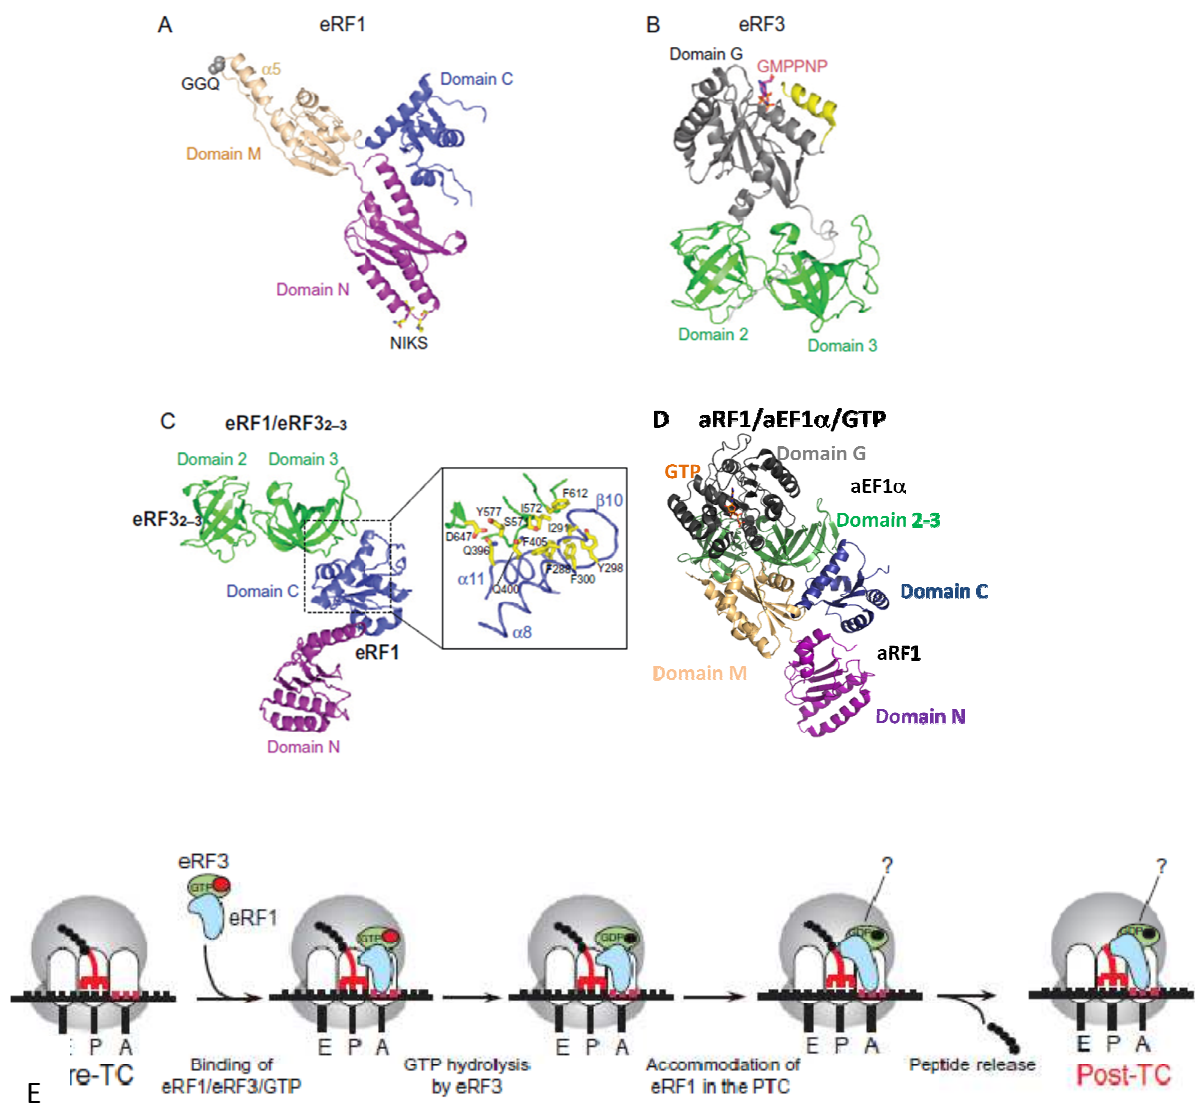 A
eRF1
α5
GGQ
Domain C
Domain M
Domain N
NIKS
B
eRF3
Domain G
GMPPNP
Domain 2
Domain 3
C
eRF1/eRF32–3
Domain 2
Domain 3
eRF32–3
Domain C
eRF1
Domain N
F612
β10
I572
Y577
S571
I291
D647
F405
Q396
F288
Y298
F300
α11
Q400
α8
D
aRF1/aEF1α/GTP
Domain G
GTP
aEF1α
Domain 2-3
Domain C
aRF1
Domain M
Domain N
eRF3
GTP
eRF1
GTP
GDP
?
DP
?
DP
E P A
E P A
E P A
E P A
P A
re-TC
Binding of
eRF1/eRF3/GTP
GTP hydrolysis
by eRF3
Accommodation of
eRF1 in the PTC
Peptide release
Post-TC
E